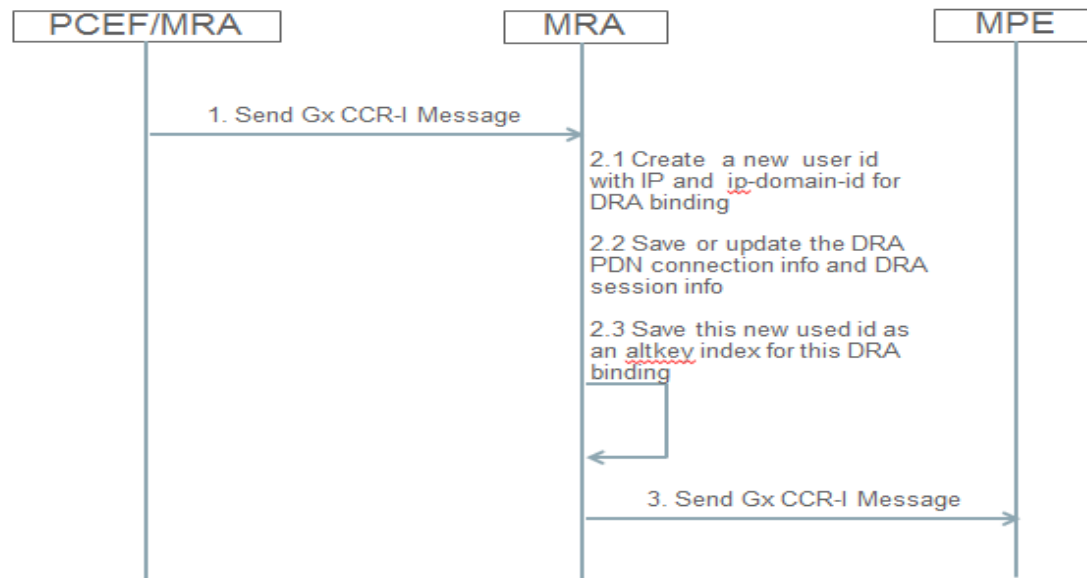 PCEF/MRA
MRA
MPE
1. Send Gx CCR-I Message
2.1 Create a new user id
with IP and ip-domain-id for
DRA binding
2.2 Save or update the DRA
PDN connection info and DRA
session info
2.3 Save this new used id as
an altkey index for this DRA
binding
3. Send Gx CCR-I Message